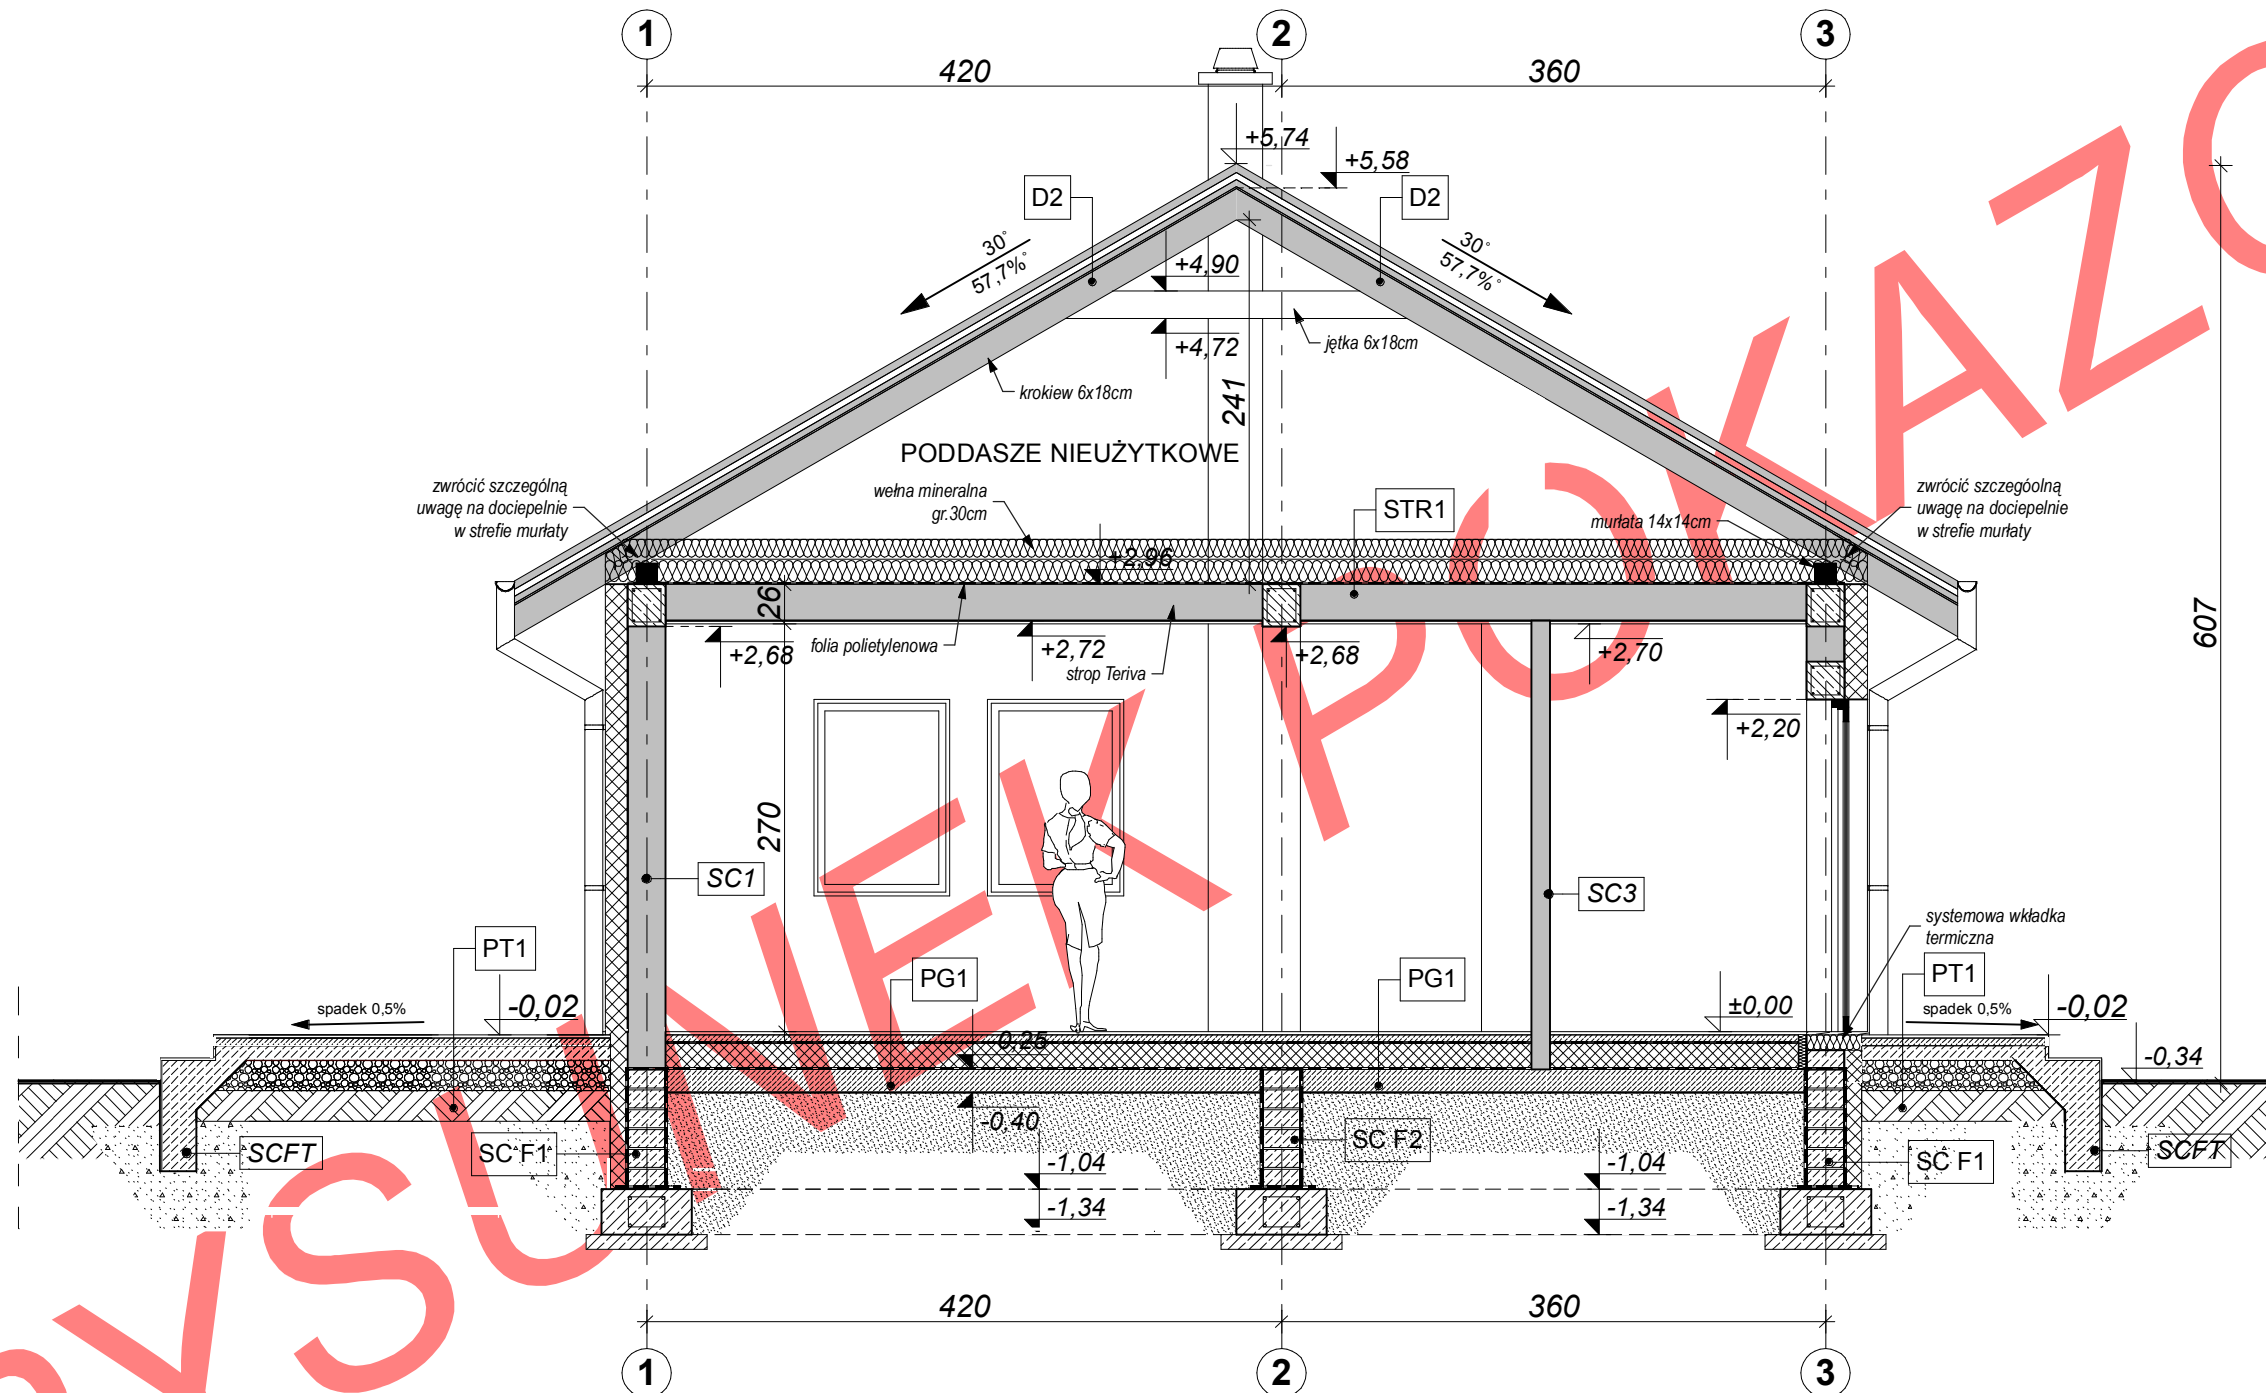 1
2
3
420
360
+5,74
+5,58
D2
D2
30°
57,7%°
30°
57,7%°
+4,90
+4,72
jętka 6x18cm
krokiew 6x18cm
241
PODDASZE NIEUŻYTKOWE
zwrócić szczególną
uwagę na dociepelnie
w strefie murłaty
wełna mineralna
gr.30cm
STR1
murłata 14x14cm
zwrócić szczegóolną
uwagę na dociepelnie
w strefie murłaty
+2,96
26
+2,68
folia polietylenowa
+2,72
strop Teriva
+2,68
+2,70
+2,20
607
270
SC1
SC3
systemowa wkładka
termiczna
PT1
PG1
PG1
PT1
spadek 0,5%
-0,02
±0,00
spadek 0,5%
-0,02
-0,34
-0,25
-0,40
SCFT
SC F1
SC F2
SC F1
SCFT
-1,04
-1,34
-1,04
-1,34
420
360
1
2
3
RYSUNEK POKAZO